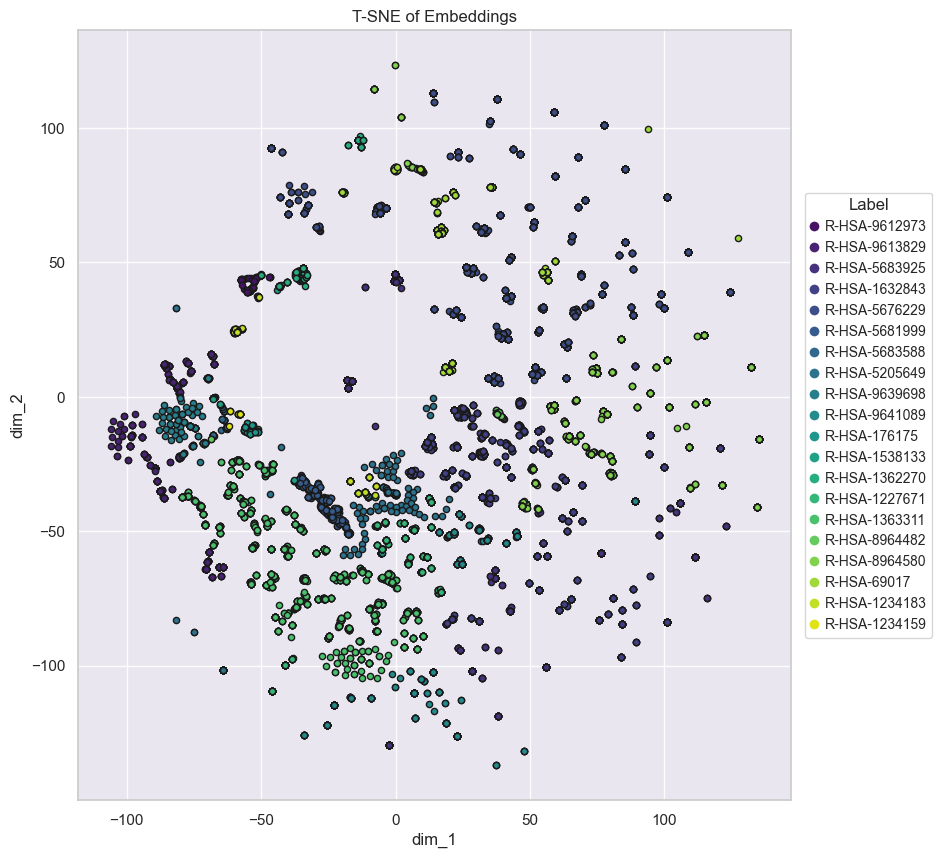 T-SNE of Embeddings
100
50
0
−50
−100
dim_2
−100
−50
0
50
100
dim_1
Label
R-HSA-9612973
R-HSA-9613829
R-HSA-5683925
R-HSA-1632843
R-HSA-5676229
R-HSA-5681999
R-HSA-5683588
R-HSA-5205649
R-HSA-9639698
R-HSA-9641089
R-HSA-176175
R-HSA-1538133
R-HSA-1362270
R-HSA-1227671
R-HSA-1363311
R-HSA-8964482
R-HSA-8964580
R-HSA-69017
R-HSA-1234183
R-HSA-1234159